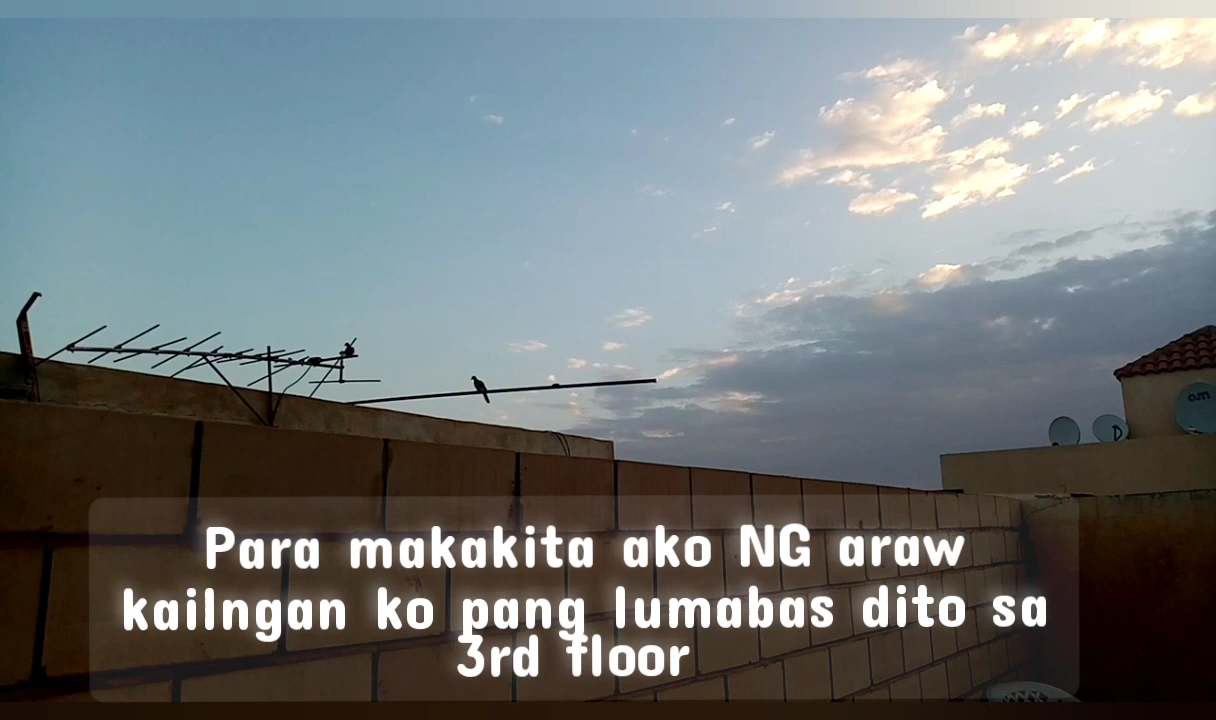 Para makakita ako NG araw
kailngan ko pang lumabas dito sa
3rd floor